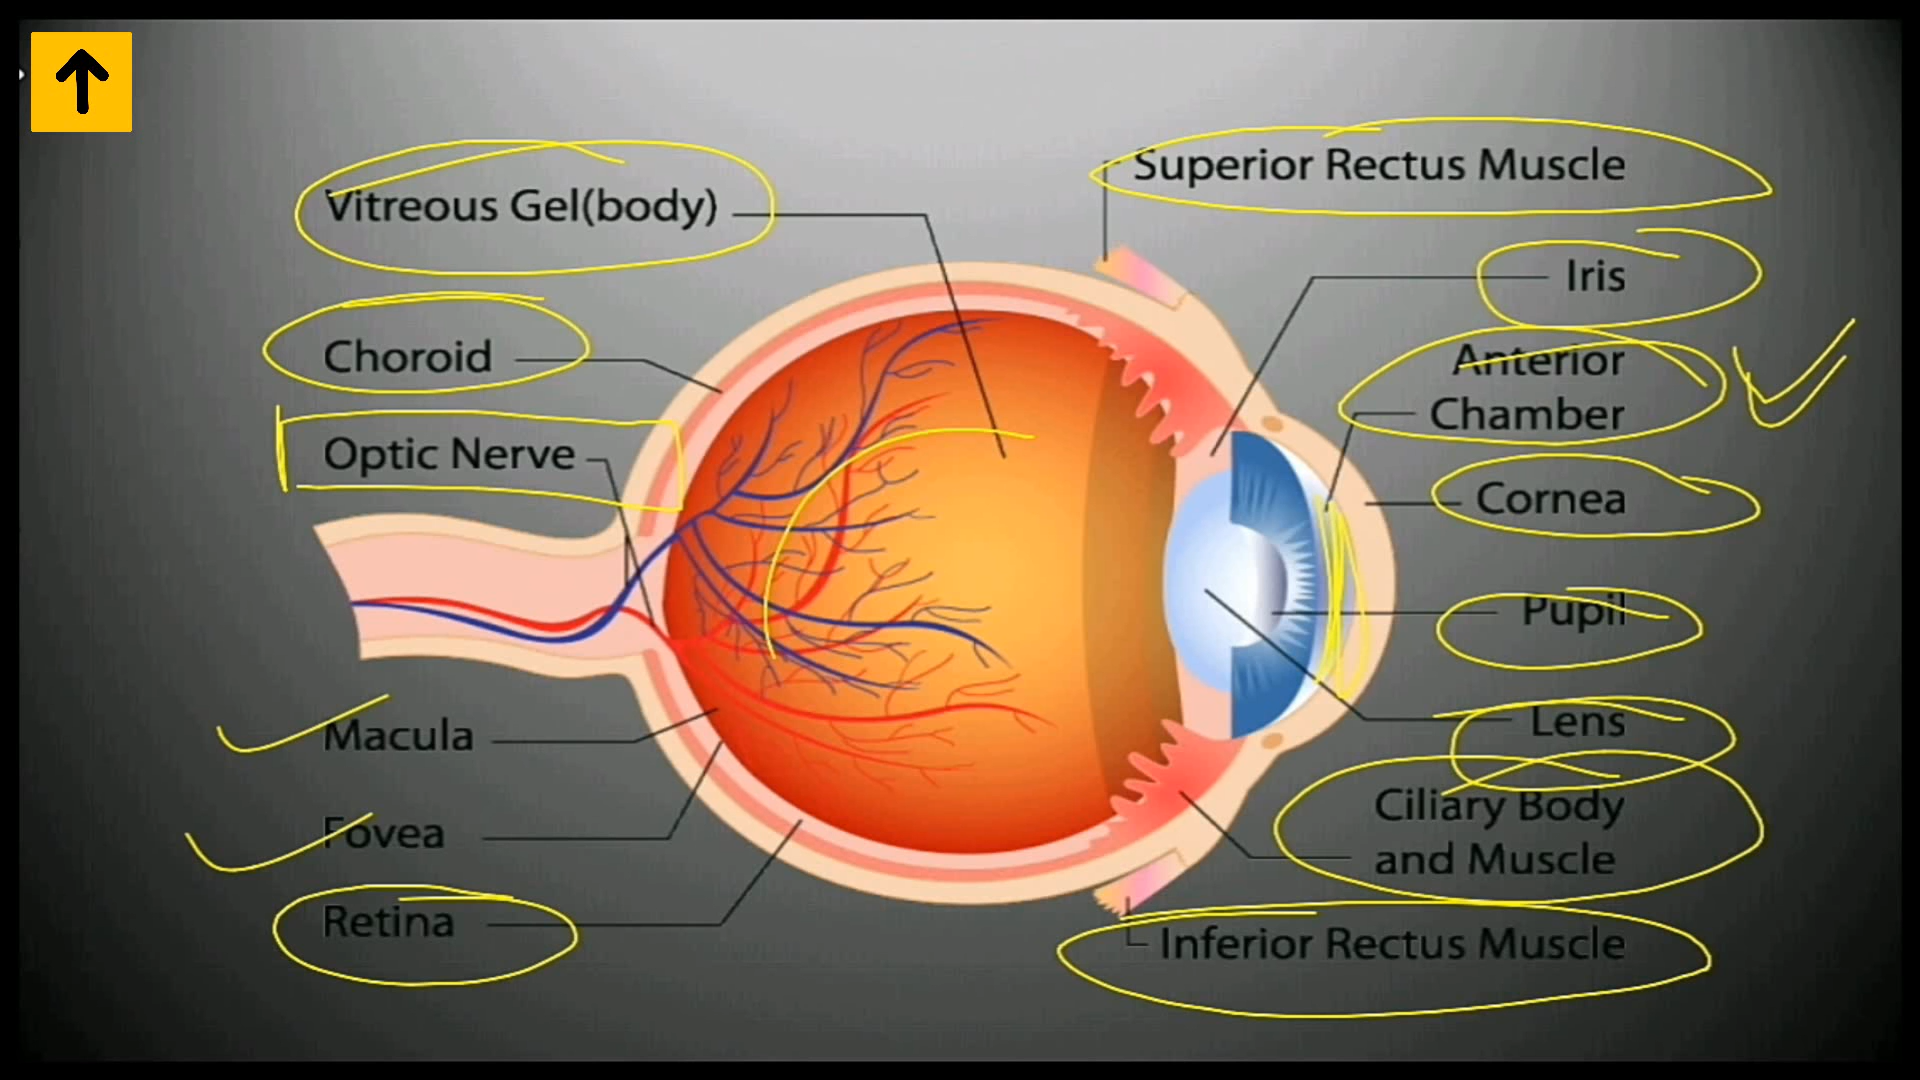 Vitreous Gel(body)
Choroid
Optic Nerve
Macula
Fovea
Retina
Superior Rectus Muscle
Iris
Anterior
Chamber
Cornea
Pupil
Lens
Ciliary Body
and Muscle
Inferior Rectus Muscle